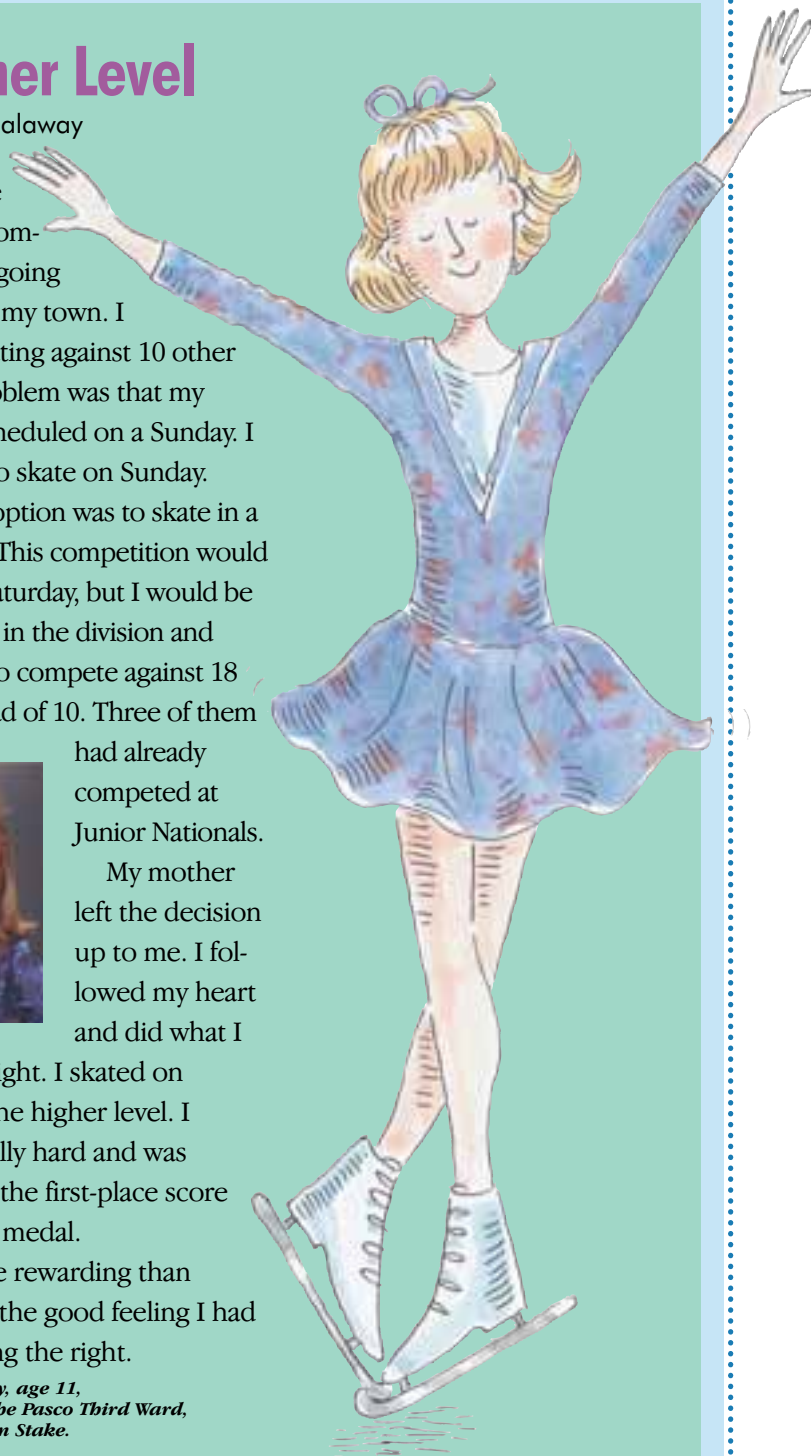 her Level
alaway
e
om-
going
my town. I
ting against 10 other
blem was that my
heduled on a Sunday. I
o skate on Sunday.
option was to skate in a
This competition would
aturday, but I would be
in the division and
o compete against 18
ad of 10. Three of them
had already
competed at
Junior Nationals.
My mother
left the decision
up to me. I fol-
lowed my heart
and did what I
ght. I skated on
he higher level. I
lly hard and was
the first-place score
medal.
e rewarding than
the good feeling I had
ng the right.
y, age 11,
he Pasco Third Ward,
n Stake.